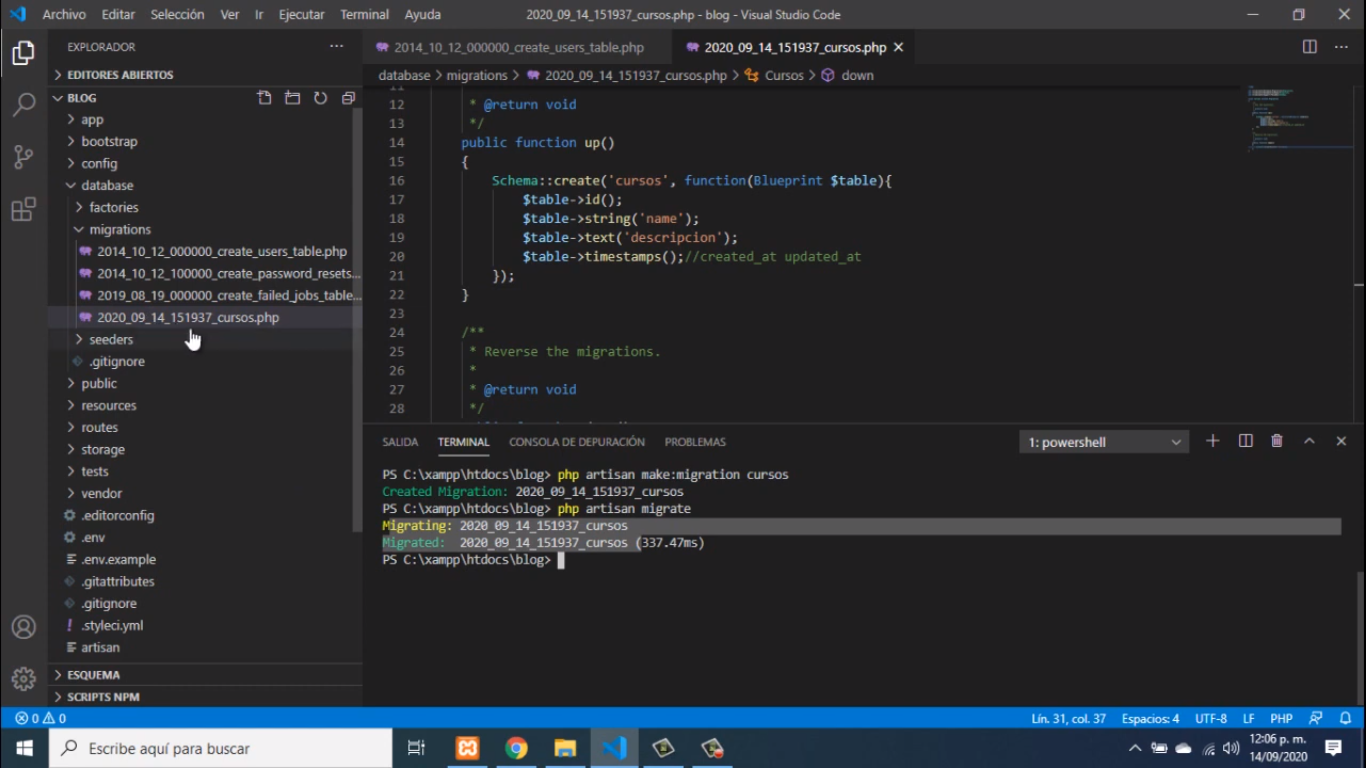 Archivo Editar Selección Ver Ir Ejecutar Terminal Ayuda 2020_09_14_151937_cursos.php - blog - Visual Studio Code
EXPLORADOR
EDITORES ABIERTOS
BLOG
app
bootstrap
config
database
factories
migrations
2014_10_12_000000_create_users_table.php
2014_10_12_100000_create_password_resets...
2019_08_19_000000_create_failed_jobs_table...
2020_09_14_151937_cursos.php
seeders
.gitignore
public
resources
routes
storage
tests
vendor
.editorconfig
.env
.env.example
.gitattributes
.gitignore
.styleci.yml
artisan
ESQUEMA
SCRIPTS NPM
2014_10_12_000000_create_users_table.php 2020_09_14_151937_cursos.php
database > migrations > 2020_09_14_151937_cursos.php > Cursos > down
11
12 * @return void
13 */
14 public function up()
15 {
16 Schema::create('cursos', function(Blueprint $table){
17 $table->id();
18 $table->string('name');
19 $table->text('descripcion');
20 $table->timestamps();//created_at updated_at
21 });
22 }
23
24 /**
25 * Reverse the migrations.
26 *
27 * @return void
28 */
SALIDA TERMINAL CONSOLA DE DEPURACIÓN PROBLEMAS 1: powershell
PS C:\xampp\htdocs\blog> php artisan make:migration cursos
Created Migration: 2020_09_14_151937_cursos
PS C:\xampp\htdocs\blog> php artisan migrate
Migrating: 2020_09_14_151937_cursos
Migrated: 2020_09_14_151937_cursos (337.47ms)
PS C:\xampp\htdocs\blog>
0 0 Lín. 31, col. 37 Espacios: 4 UTF-8 LF PHP
Escribe aquí para buscar
12:06 p. m.
14/09/2020